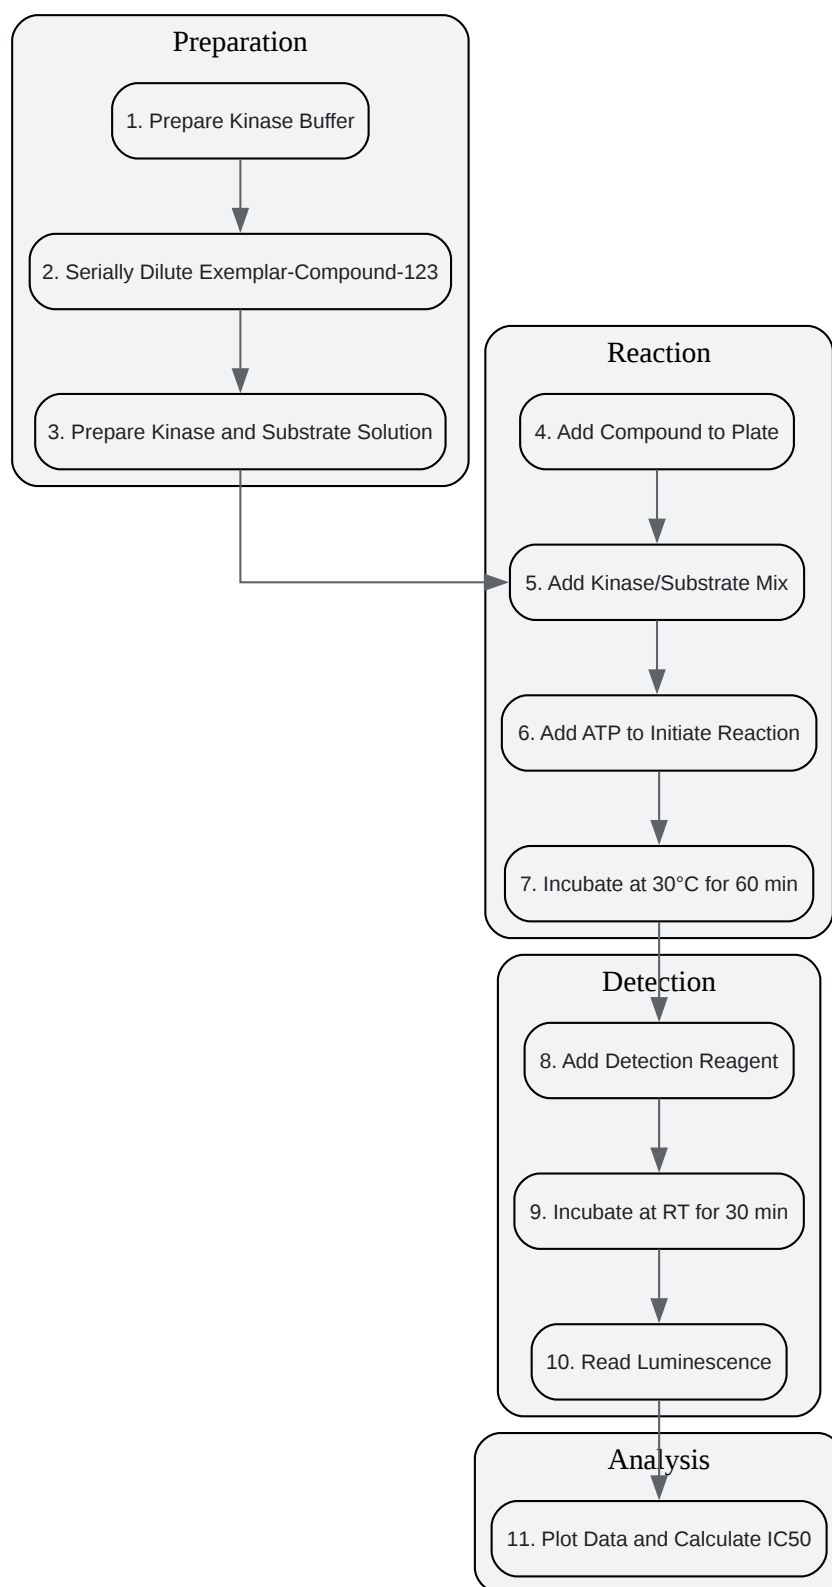 Preparation
1. Prepare Kinase Buffer
2. Serially Dilute Exemplar-Compound-123
3. Prepare Kinase and Substrate Solution
Reaction
4. Add Compound to Plate
5. Add Kinase/Substrate Mix
6. Add ATP to Initiate Reaction
7. Incubate at 30°C for 60 min
Detection
8. Add Detection Reagent
9. Incubate at RT for 30 min
10. Read Luminescence
Analysis
11. Plot Data and Calculate IC50